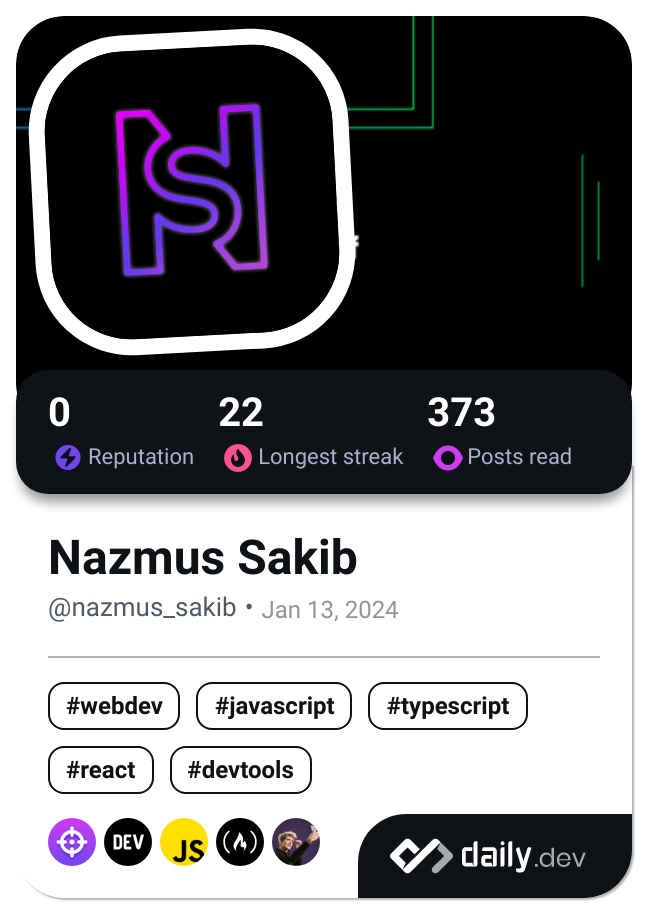 0 22 373
Reputation Longest streak Posts read
Nazmus Sakib
@nazmus_sakib • Jan 13, 2024
#webdev #javascript #typescript
#react #devtools
DEV JS
daily.dev